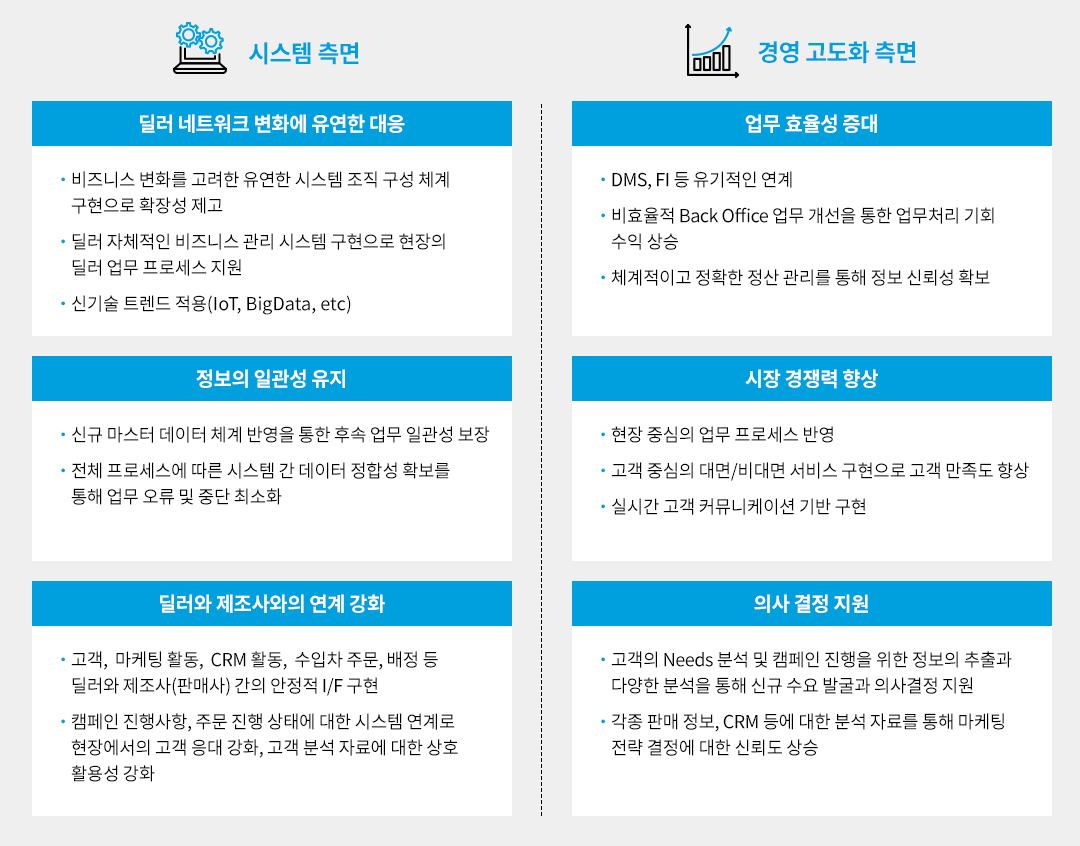 시스템 측면
딜러 네트워크 변화에 유연한 대응
• 비즈니스 변화를 고려한 유연한 시스템 조직 구성 체계
구현으로 확장성 제고
• 딜러 자체적인 비즈니스 관리 시스템 구현으로 현장의
딜러 업무 프로세스 지원
• 신기술 트렌드 적용(IoT, BigData, etc)
정보의 일관성 유지
• 신규 마스터 데이터 체계 반영을 통한 후속 업무 일관성 보장
• 전체 프로세스에 따른 시스템 간 데이터 정합성 확보를
통해 업무 오류 및 중단 최소화
딜러와 제조사와의 연계 강화
• 고객, 마케팅 활동, CRM 활동, 수입차 주문, 배정 등
딜러와 제조사(판매사) 간의 안정적 I/F 구현
• 캠페인 진행사항, 주문 진행 상태에 대한 시스템 연계로
현장에서의 고객 응대 강화, 고객 분석 자료에 대한 상호
활용성 강화
경영 고도화 측면
업무 효율성 증대
• DMS, FI 등 유기적인 연계
• 비효율적 Back Office 업무 개선을 통한 업무처리 기회
수익 상승
• 체계적이고 정확한 정산 관리를 통해 정보 신뢰성 확보
시장 경쟁력 향상
• 현장 중심의 업무 프로세스 반영
• 고객 중심의 대면/비대면 서비스 구현으로 고객 만족도 향상
• 실시간 고객 커뮤니케이션 기반 구현
의사 결정 지원
• 고객의 Needs 분석 및 캠페인 진행을 위한 정보의 추출과
다양한 분석을 통해 신규 수요 발굴과 의사결정 지원
• 각종 판매 정보, CRM 등에 대한 분석 자료를 통해 마케팅
전략 결정에 대한 신뢰도 상승